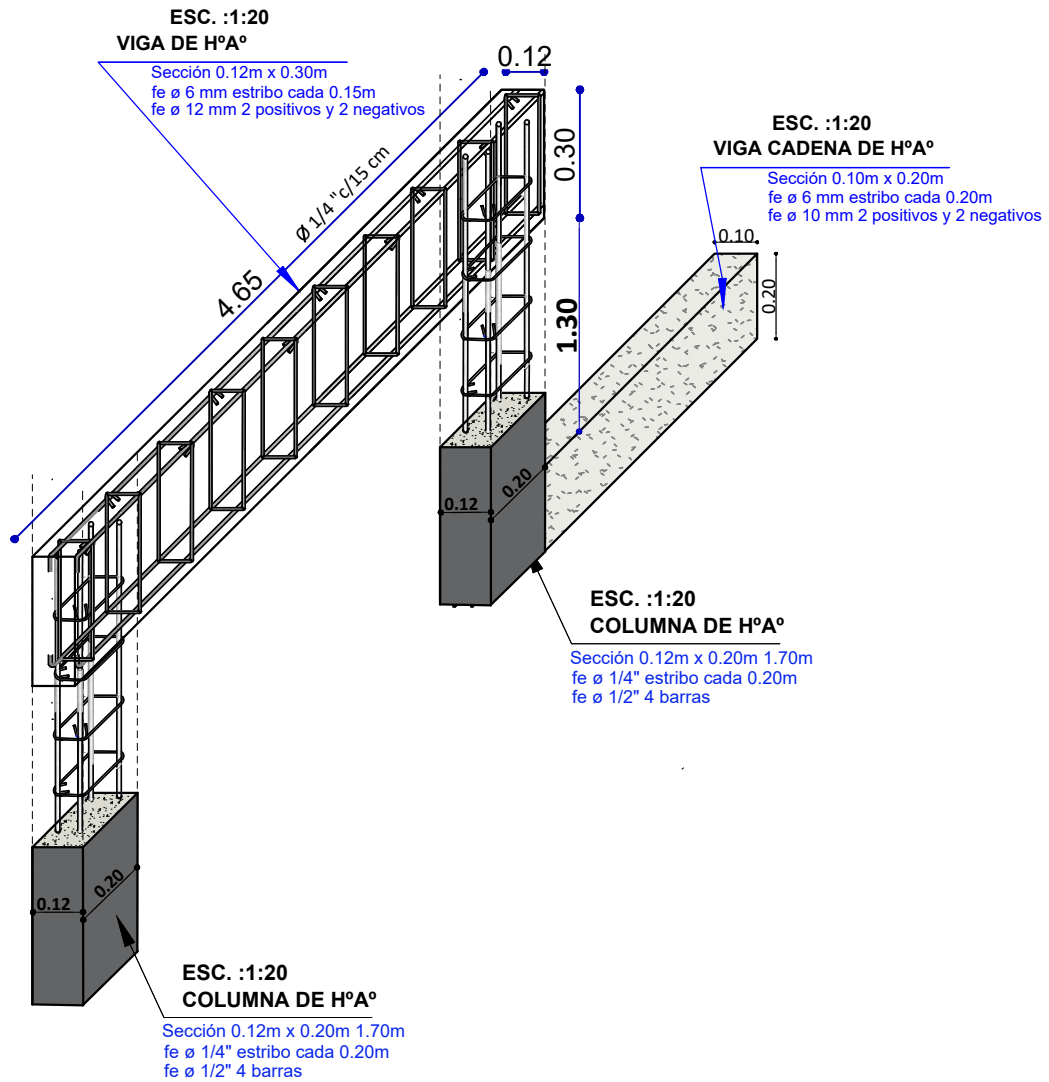 ESC. :1:20
VIGA DE HºAº
Sección 0.12m x 0.30m
fe ø 6 mm estribo cada 0.15m
fe ø 12 mm 2 positivos y 2 negativos
0.12
0.30
Ø 1/4 "c/15 cm
4.65
1.30
ESC. :1:20
VIGA CADENA DE HºAº
Sección 0.10m x 0.20m
fe ø 6 mm estribo cada 0.20m
fe ø 10 mm 2 positivos y 2 negativos
0.10
0.20
0.12
0.20
ESC. :1:20
COLUMNA DE HºAº
Sección 0.12m x 0.20m 1.70m
fe ø 1/4" estribo cada 0.20m
fe ø 1/2" 4 barras
0.12
0.20
ESC. :1:20
COLUMNA DE HºAº
Sección 0.12m x 0.20m 1.70m
fe ø 1/4" estribo cada 0.20m
fe ø 1/2" 4 barras